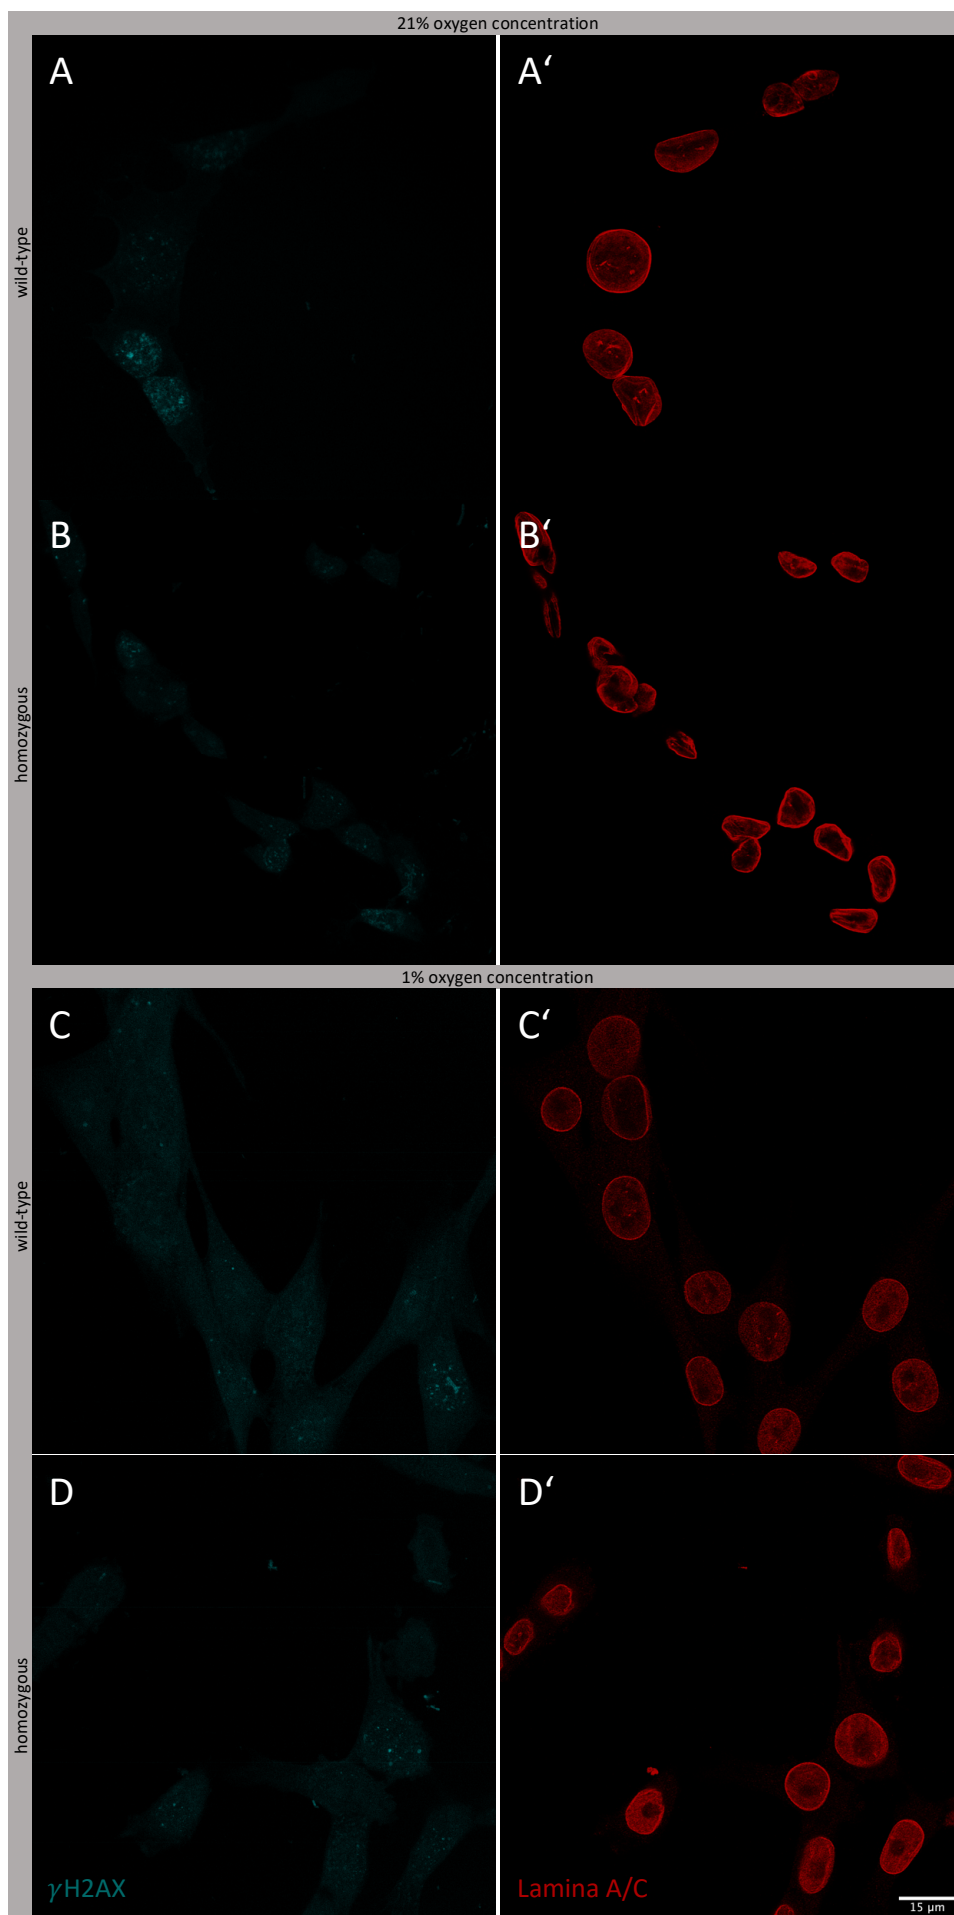 21% oxygen concentration
A
A‘
wild-type
B
B‘
homozygous
1% oxygen concentration
C
C‘
wild-type
D
D‘
homozygous
γH2AX
Lamina A/C
15 µm